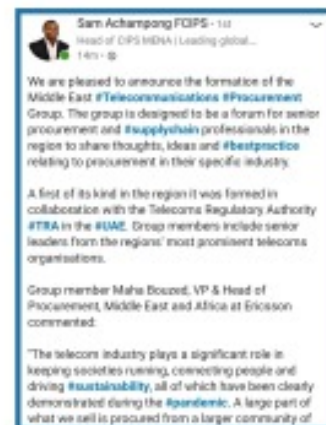 Sam Achampong FCIPS · 1st
Head of CIPS MENA | Leading global...
14m ·
We are pleased to announce the formation of the
Middle East #Telecommunications #Procurement
Group. The group is designed to be a forum for senior
procurement and #supplychain professionals in the
region to share thoughts, ideas and #bestpractice
relating to procurement in their specific industry.
A first of its kind in the region it was formed in
collaboration with the Telecoms Regulatory Authority
#TRA in the #UAE. Group members include senior
leaders from the regions' most prominent telecoms
organisations.
Group member Maha Bouzed, VP & Head of
Procurement, Middle East and Africa at Ericsson
commented:
"The telecom industry plays a significant role in
keeping societies running, connecting people and
driving #sustainability, all of which have been clearly
demonstrated during the #pandemic. A large part of
what we sell is procured from a larger community of